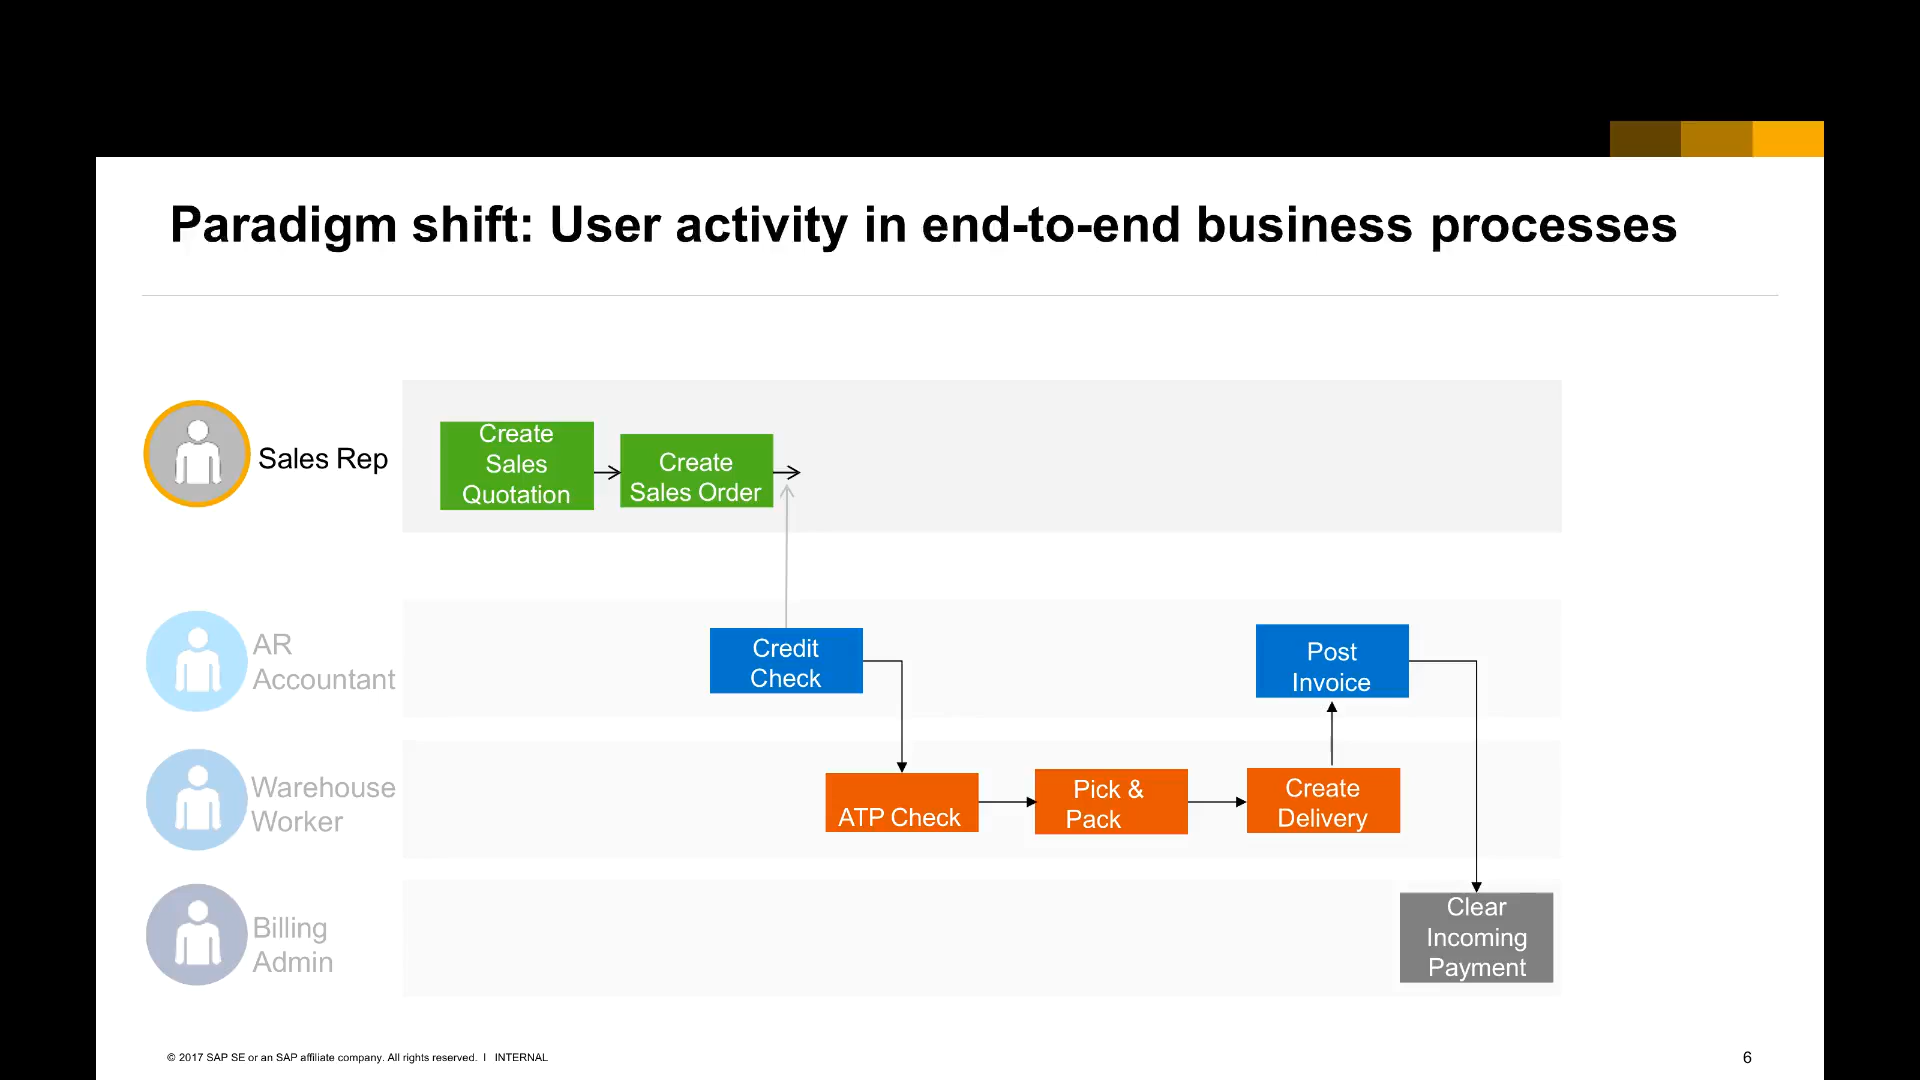 Paradigm shift: User activity in end-to-end business processes
Sales Rep
Create
Sales
Quotation
Create
Sales Order
AR
Accountant
Credit
Check
Post
Invoice
Warehouse
Worker
ATP Check
Pick &
Pack
Create
Delivery
Billing
Admin
Clear
Incoming
Payment
© 2017 SAP SE or an SAP affiliate company. All rights reserved. I INTERNAL
6